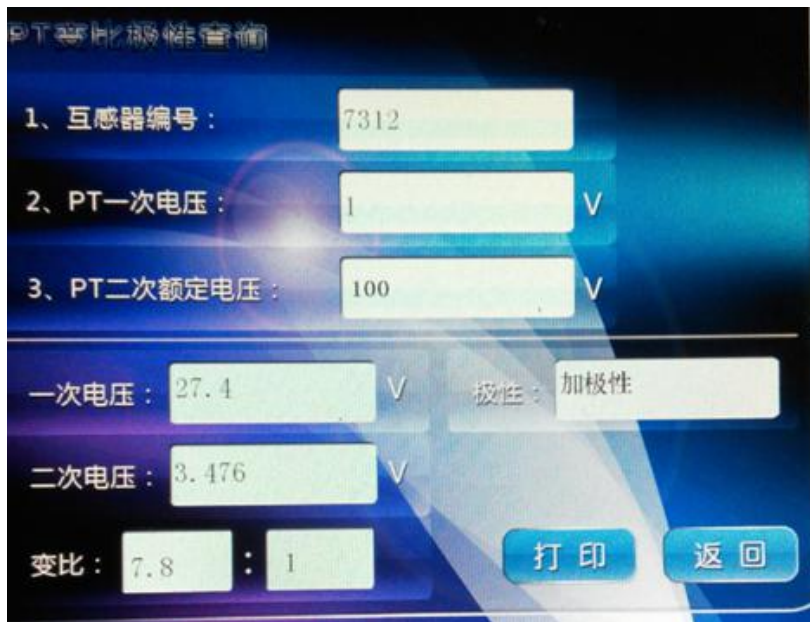 PT变比极性查询
1、互感器编号： 7312
2、PT一次电压： 1 V
3、PT二次额定电压： 100 V
一次电压： 27.4 V 极性： 加极性
二次电压： 3.476 V
变比： 7.8 : 1 打印 返回